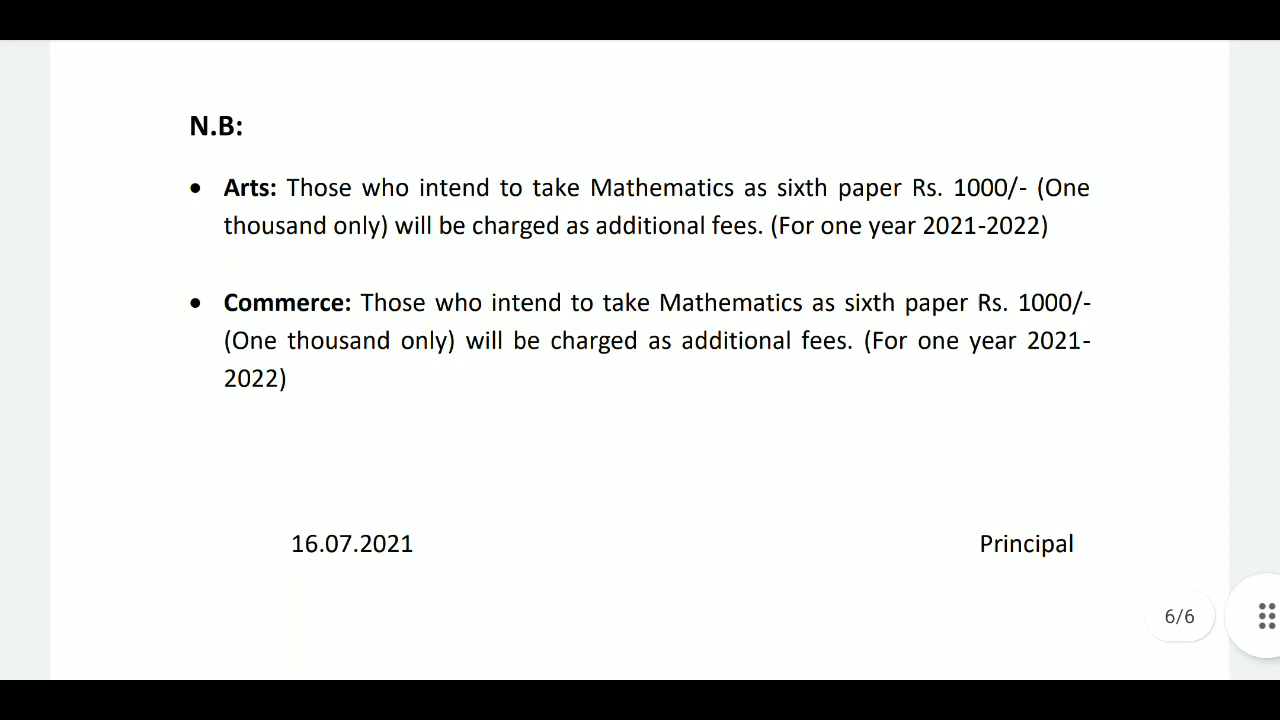 N.B:
• Arts: Those who intend to take Mathematics as sixth paper Rs. 1000/- (One
thousand only) will be charged as additional fees. (For one year 2021-2022)
• Commerce: Those who intend to take Mathematics as sixth paper Rs. 1000/-
(One thousand only) will be charged as additional fees. (For one year 2021-
2022)
16.07.2021 Principal
6/6